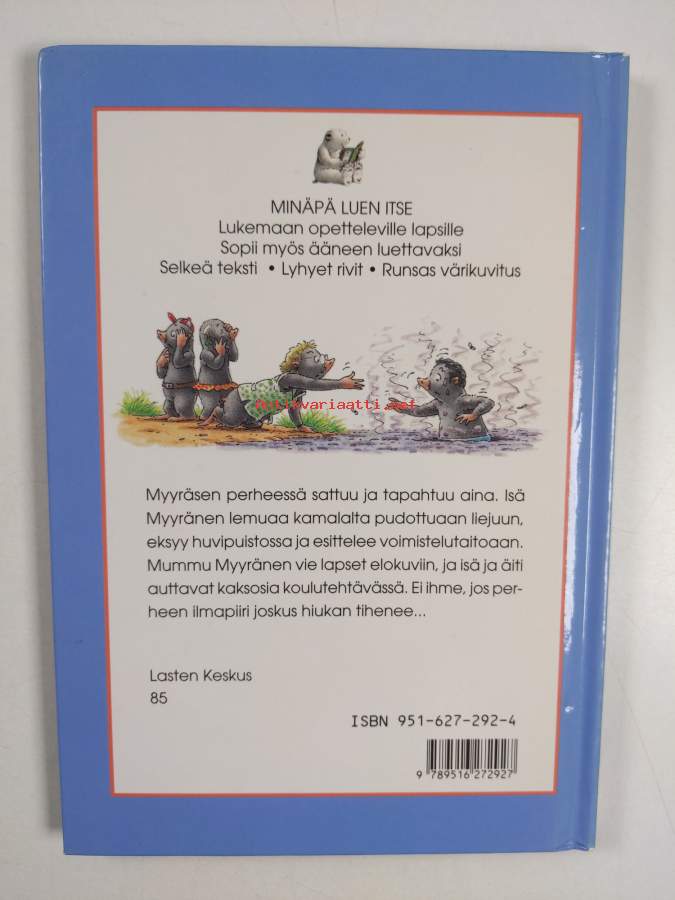 MINÄPÄ LUEN ITSE
Lukemaan opetteleville lapsille
Sopii myös ääneen luettavaksi
Selkeä teksti • Lyhyet rivit • Runsas värikuvitus
Antikvariaatti.net
Myyräsen perheessä sattuu ja tapahtuu aina. Isä
Myyränen lemuaa kamalalta pudottuaan liejuun,
eksyy huvipuistossa ja esittelee voimistelutaitoaan.
Mummu Myyränen vie lapset elokuviin, ja isä ja äiti
auttavat kaksosia koulutehtävässä. Ei ihme, jos per-
heen ilmapiiri joskus hiukan tihenee...
Lasten Keskus
85
ISBN 951-627-292-4
9 789516 272927